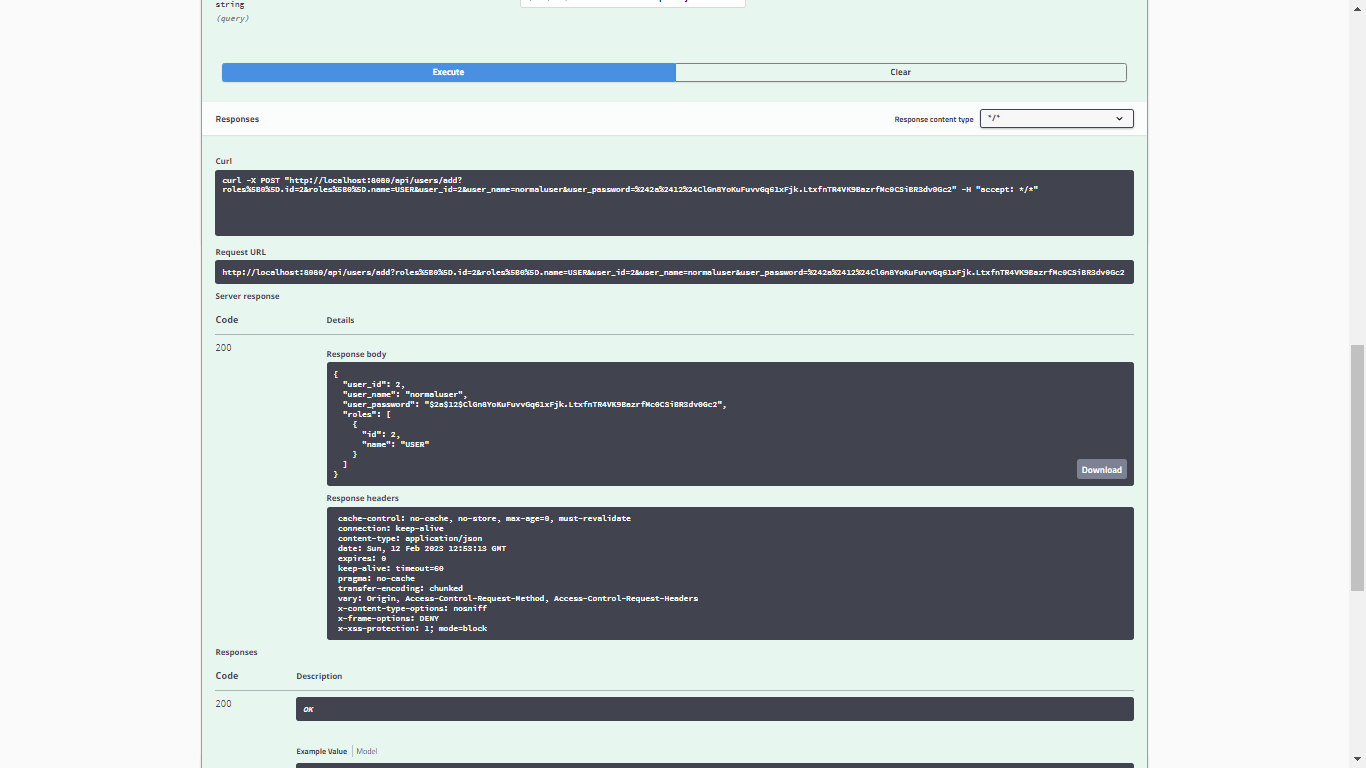 string
(query)
Execute
Clear
Responses
Response content type
*/*
Curl
curl -X POST "http://localhost:8080/api/users/add?
roles%5B0%5D.id=2&roles%5B0%5D.name=USER&user_id=2&user_name=normaluser&user_password=%242a%2412%24ClGn8YoKuFuvvGq61xFjk.LtxfnTR4VK9BazrfMc0CSiBR3dv0Gc2" -H "accept: */*"
Request URL
http://localhost:8080/api/users/add?roles%5B0%5D.id=2&roles%5B0%5D.name=USER&user_id=2&user_name=normaluser&user_password=%242a%2412%24ClGn8YoKuFuvvGq61xFjk.LtxfnTR4VK9BazrfMc0CSiBR3dv0Gc2
Server response
Code
Details
200
Response body
{
"user_id": 2,
"user_name": "normaluser",
"user_password": "$2a$12$ClGn8YoKuFuvvGq61xFjk.LtxfnTR4VK9BazrfMc0CSiBR3dv0Gc2",
"roles": [
{
"id": 2,
"name": "USER"
}
]
}
Download
Response headers
cache-control: no-cache, no-store, max-age=0, must-revalidate
connection: keep-alive
content-type: application/json
date: Sun, 12 Feb 2023 12:53:13 GMT
expires: 0
keep-alive: timeout=60
pragma: no-cache
transfer-encoding: chunked
vary: Origin, Access-Control-Request-Method, Access-Control-Request-Headers
x-content-type-options: nosniff
x-frame-options: DENY
x-xss-protection: 1; mode=block
Responses
Code
Description
200
OK
Example Value
Model